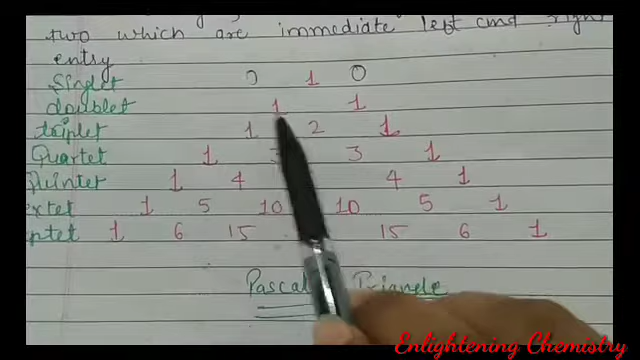 two which are immediate left and right
entry
Singlet 0 1 0
doublet 1 1
triplet 1 2 1
Quartet 1 3 3 1
Quintet 1 4 4 1
extet 1 5 10 10 5 1
ptet 1 6 15 15 6 1
Pascal Triangle
Enlightening Chemistry